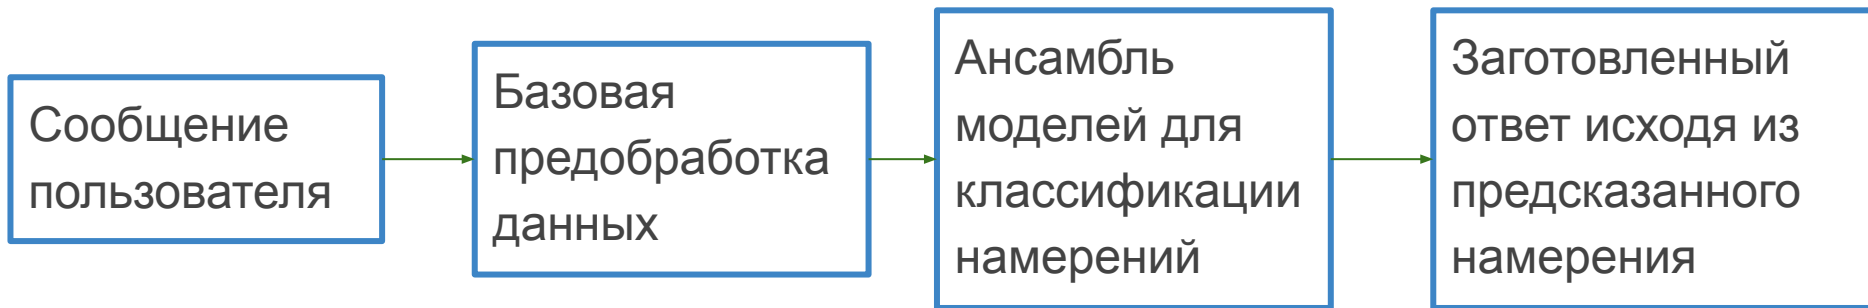 Сообщение
пользователя
Базовая
предобработка
данных
Ансамбль
моделей для
классификации
намерений
Заготовленный
ответ исходя из
предсказанного
намерения